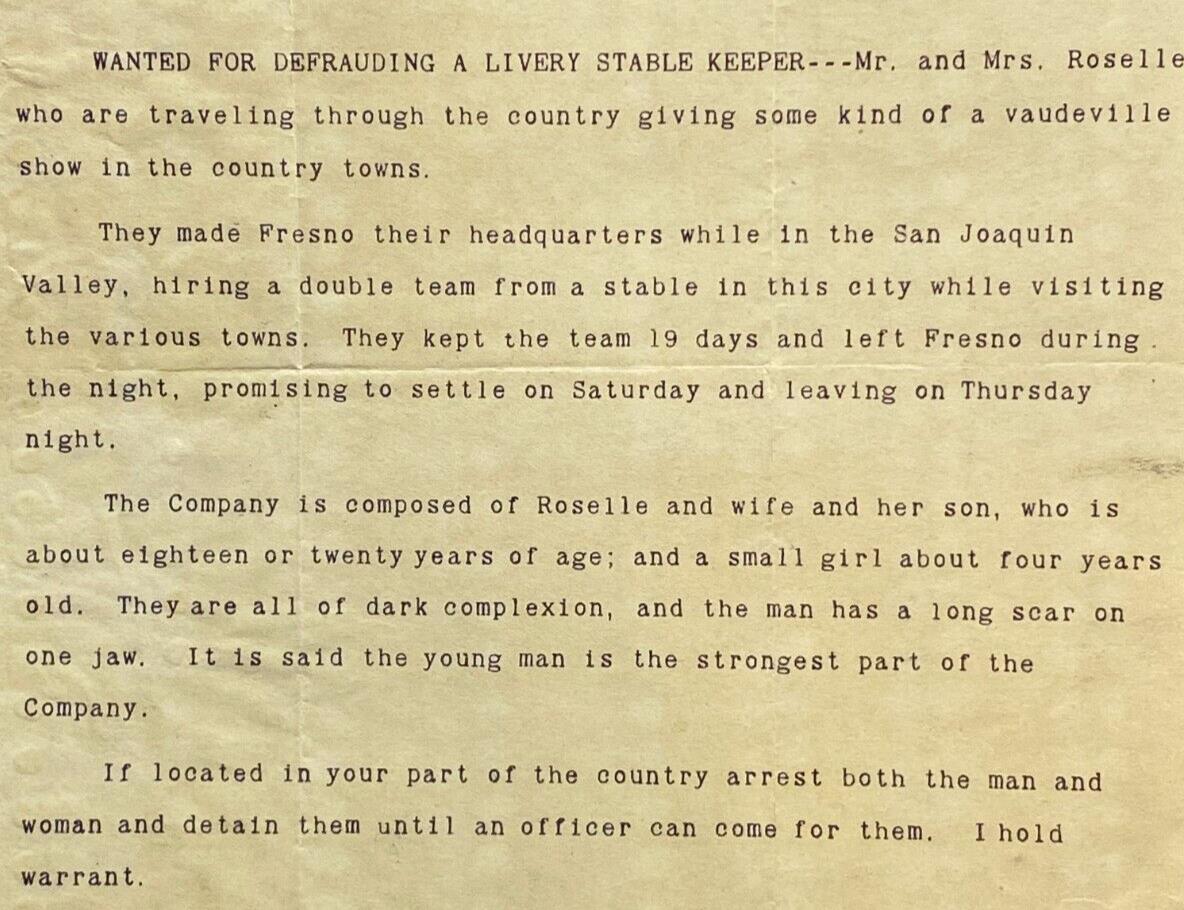 WANTED FOR DEFRAUDING A LIVERY STABLE KEEPER---Mr. and Mrs. Roselle
who are traveling through the country giving some kind of a vaudeville
show in the country towns.
They made Fresno their headquarters while in the San Joaquin
Valley, hiring a double team from a stable in this city while visiting
the various towns. They kept the team 19 days and left Fresno during
the night, promising to settle on Saturday and leaving on Thursday
night.
The Company is composed of Roselle and wife and her son, who is
about eighteen or twenty years of age; and a small girl about four years
old. They are all of dark complexion, and the man has a long scar on
one jaw. It is said the young man is the strongest part of the
Company.
If located in your part of the country arrest both the man and
woman and detain them until an officer can come for them. I hold
warrant.